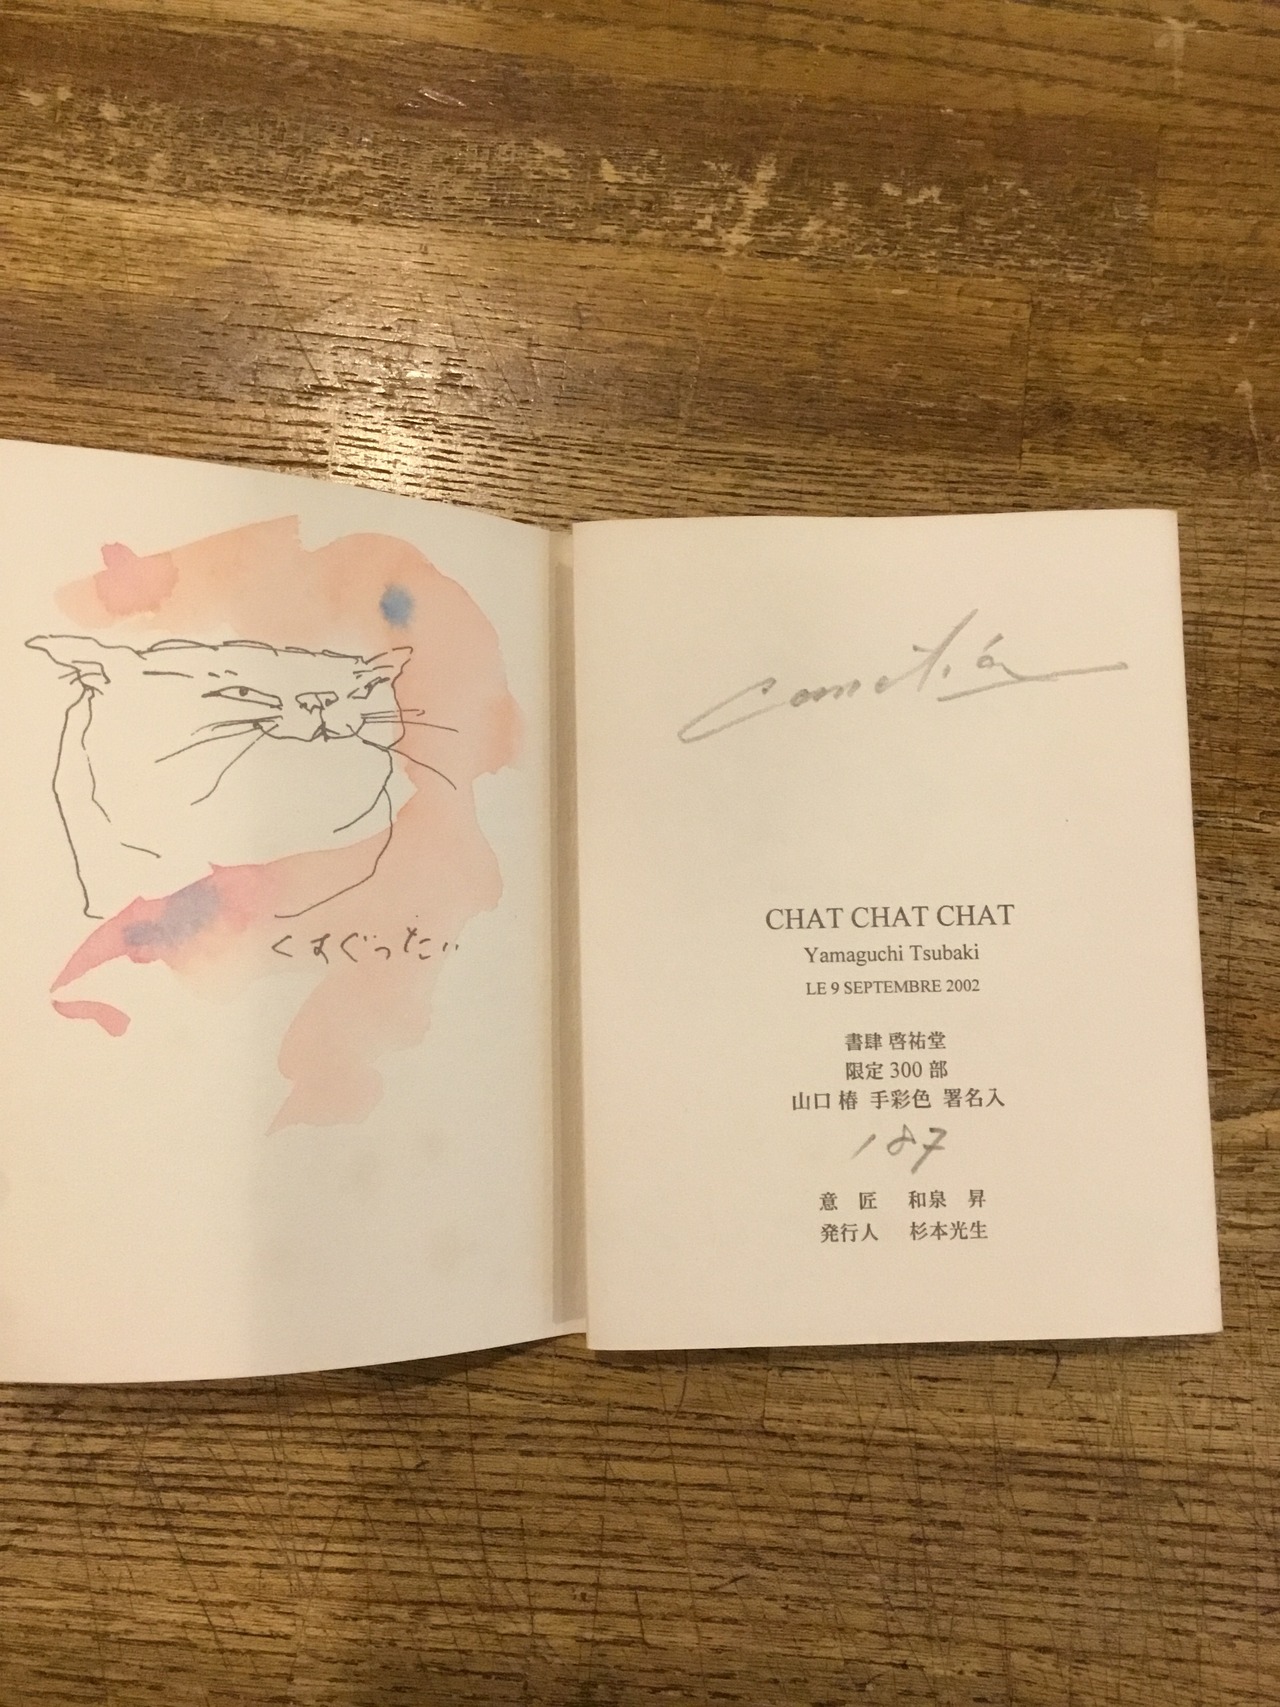 くすぐったい
CHAT CHAT CHAT
Yamaguchi Tsubaki
LE 9 SEPTEMBRE 2002
書肆 啓祐堂
限定 300 部
山口 椿 手彩色 署名入
187
意 匠 和泉 昇
発行人 杉本光生